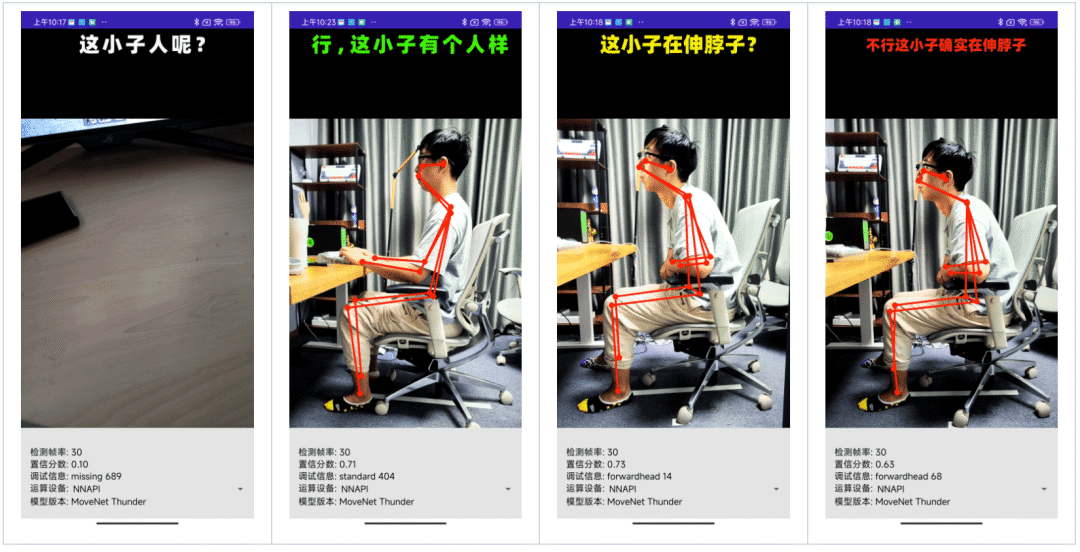 上午10:17
这小子人呢?
检测帧率: 30
置信分数: 0.10
调试信息: missing 689
运算设备: NNAPI
模型版本: MoveNet Thunder
上午10:23
行,这小子有个人样
检测帧率: 30
置信分数: 0.71
调试信息: standard 404
运算设备: NNAPI
模型版本: MoveNet Thunder
上午10:18
这小子在伸脖子?
检测帧率: 30
置信分数: 0.73
调试信息: forwardhead 14
运算设备: NNAPI
模型版本: MoveNet Thunder
上午10:18
不行这小子确实在伸脖子
检测帧率: 30
置信分数: 0.63
调试信息: forwardhead 68
运算设备: NNAPI
模型版本: MoveNet Thunder